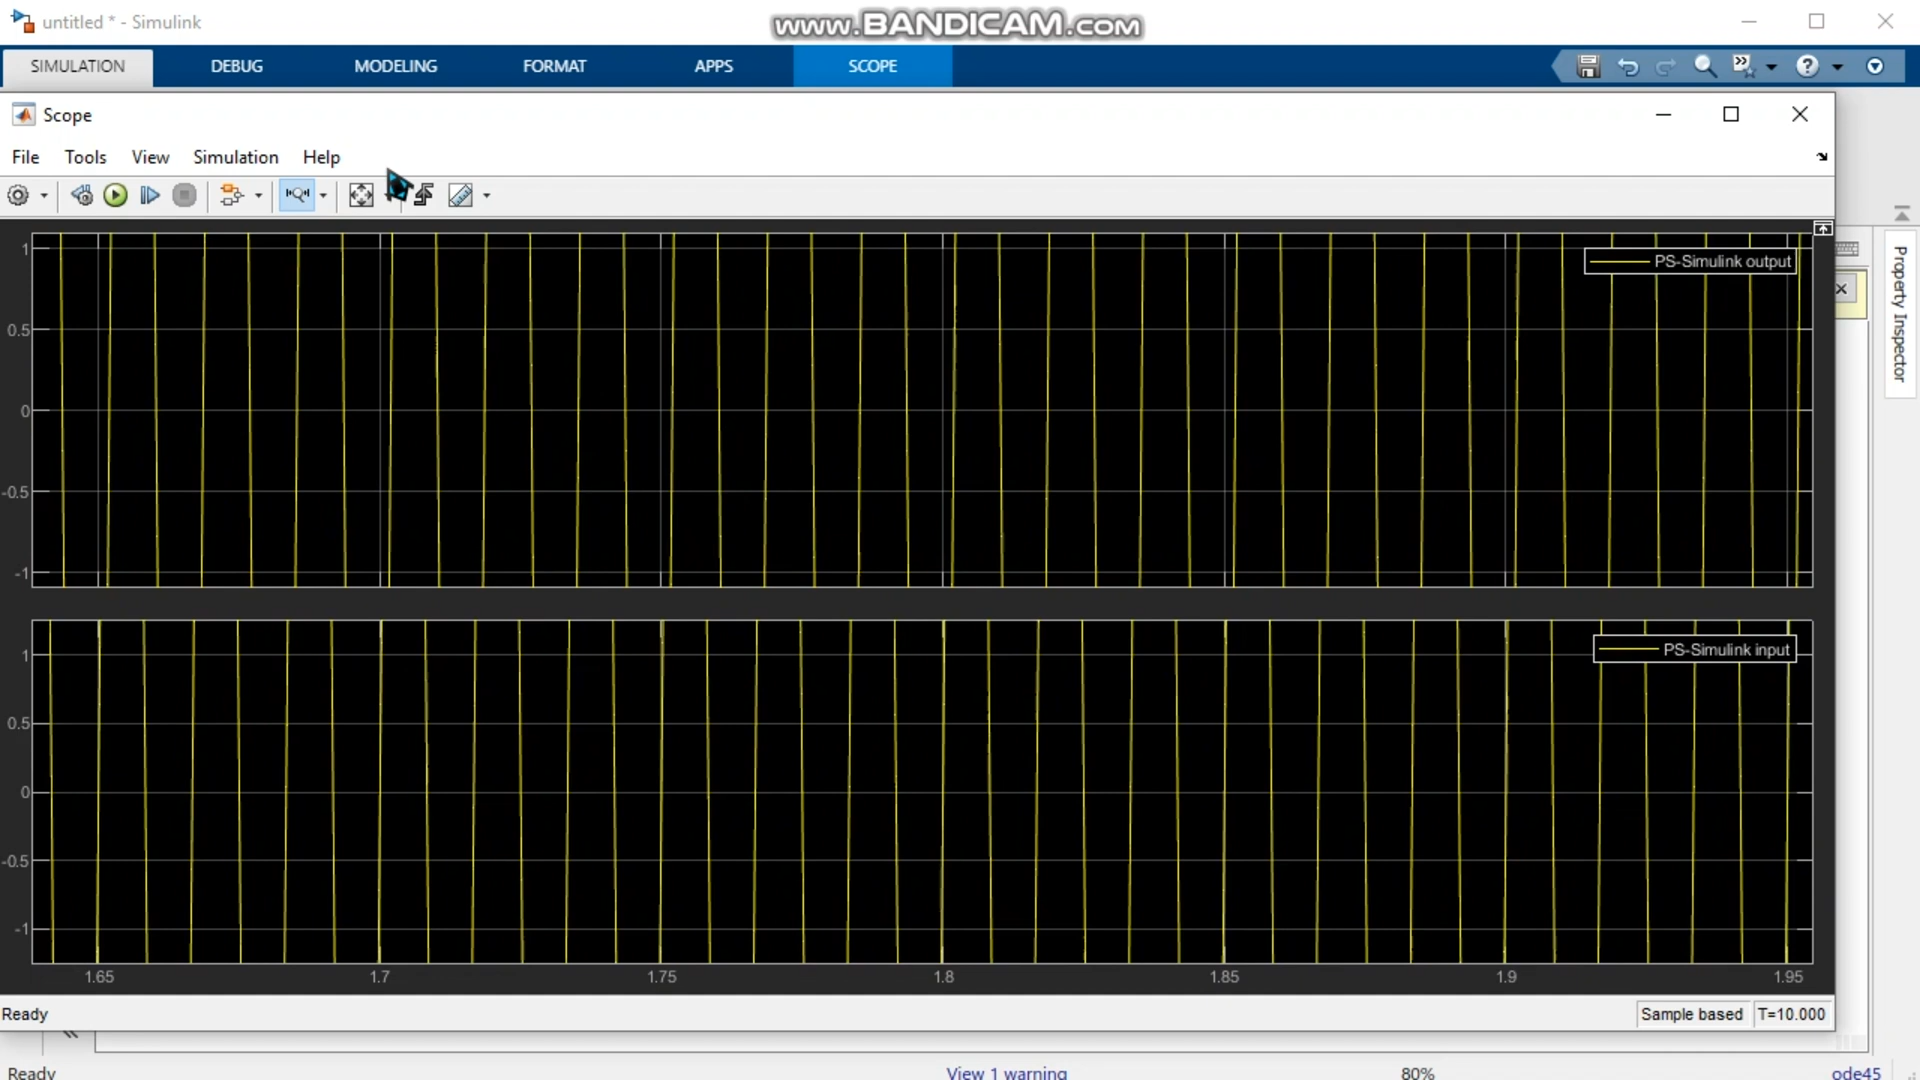 untitled * - Simulink
www.BANDICAM.com
SIMULATION DEBUG MODELING FORMAT APPS SCOPE
Scope
File Tools View Simulation Help
1
PS-Simulink output
0.5
0
-0.5
-1
1
PS-Simulink input
0.5
0
-0.5
-1
1.65 1.7 1.75 1.8 1.85 1.9 1.95
Ready Sample based T=10.000
Ready View 1 warning 80% ode45
Property Inspector